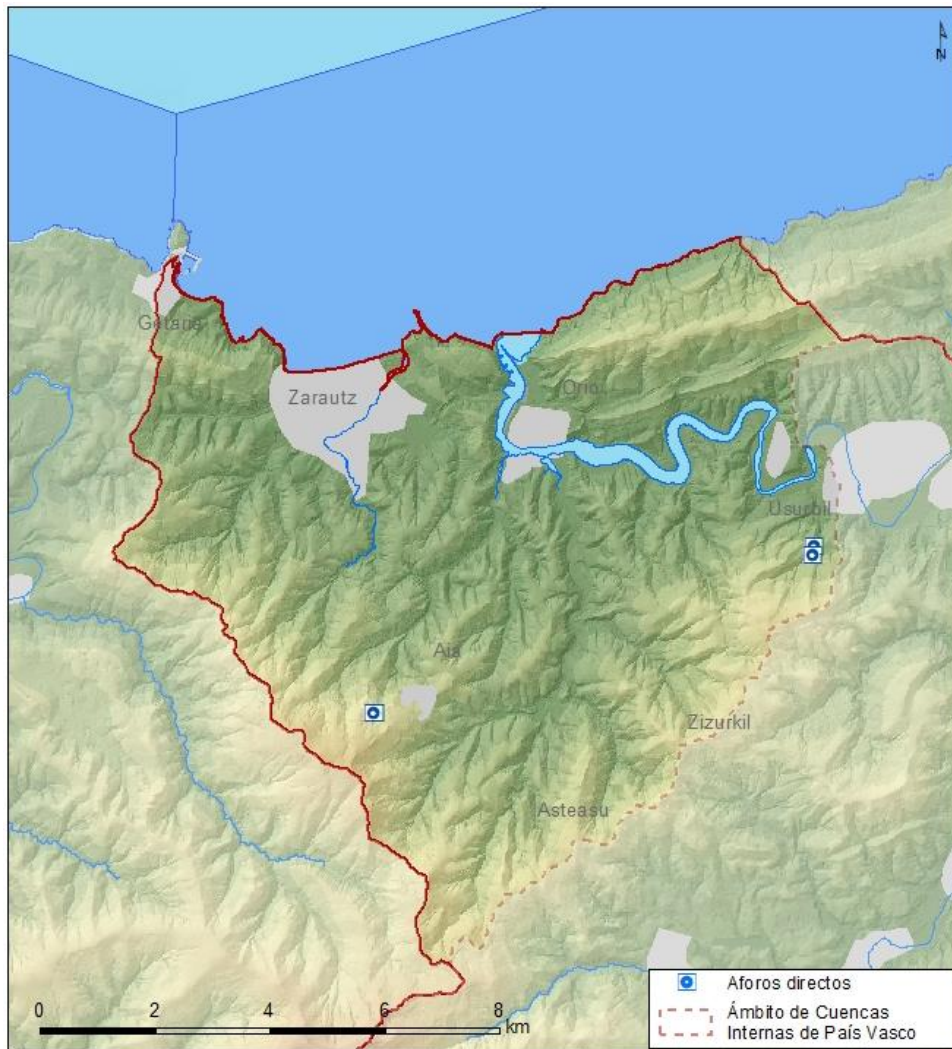 N
Getaria
Zarautz
Orio
Usurbil
Aia
Zizurkil
Asteasu
0 2 4 6 8
km
Aforos directos
Ámbito de Cuencas
Internas de País Vasco